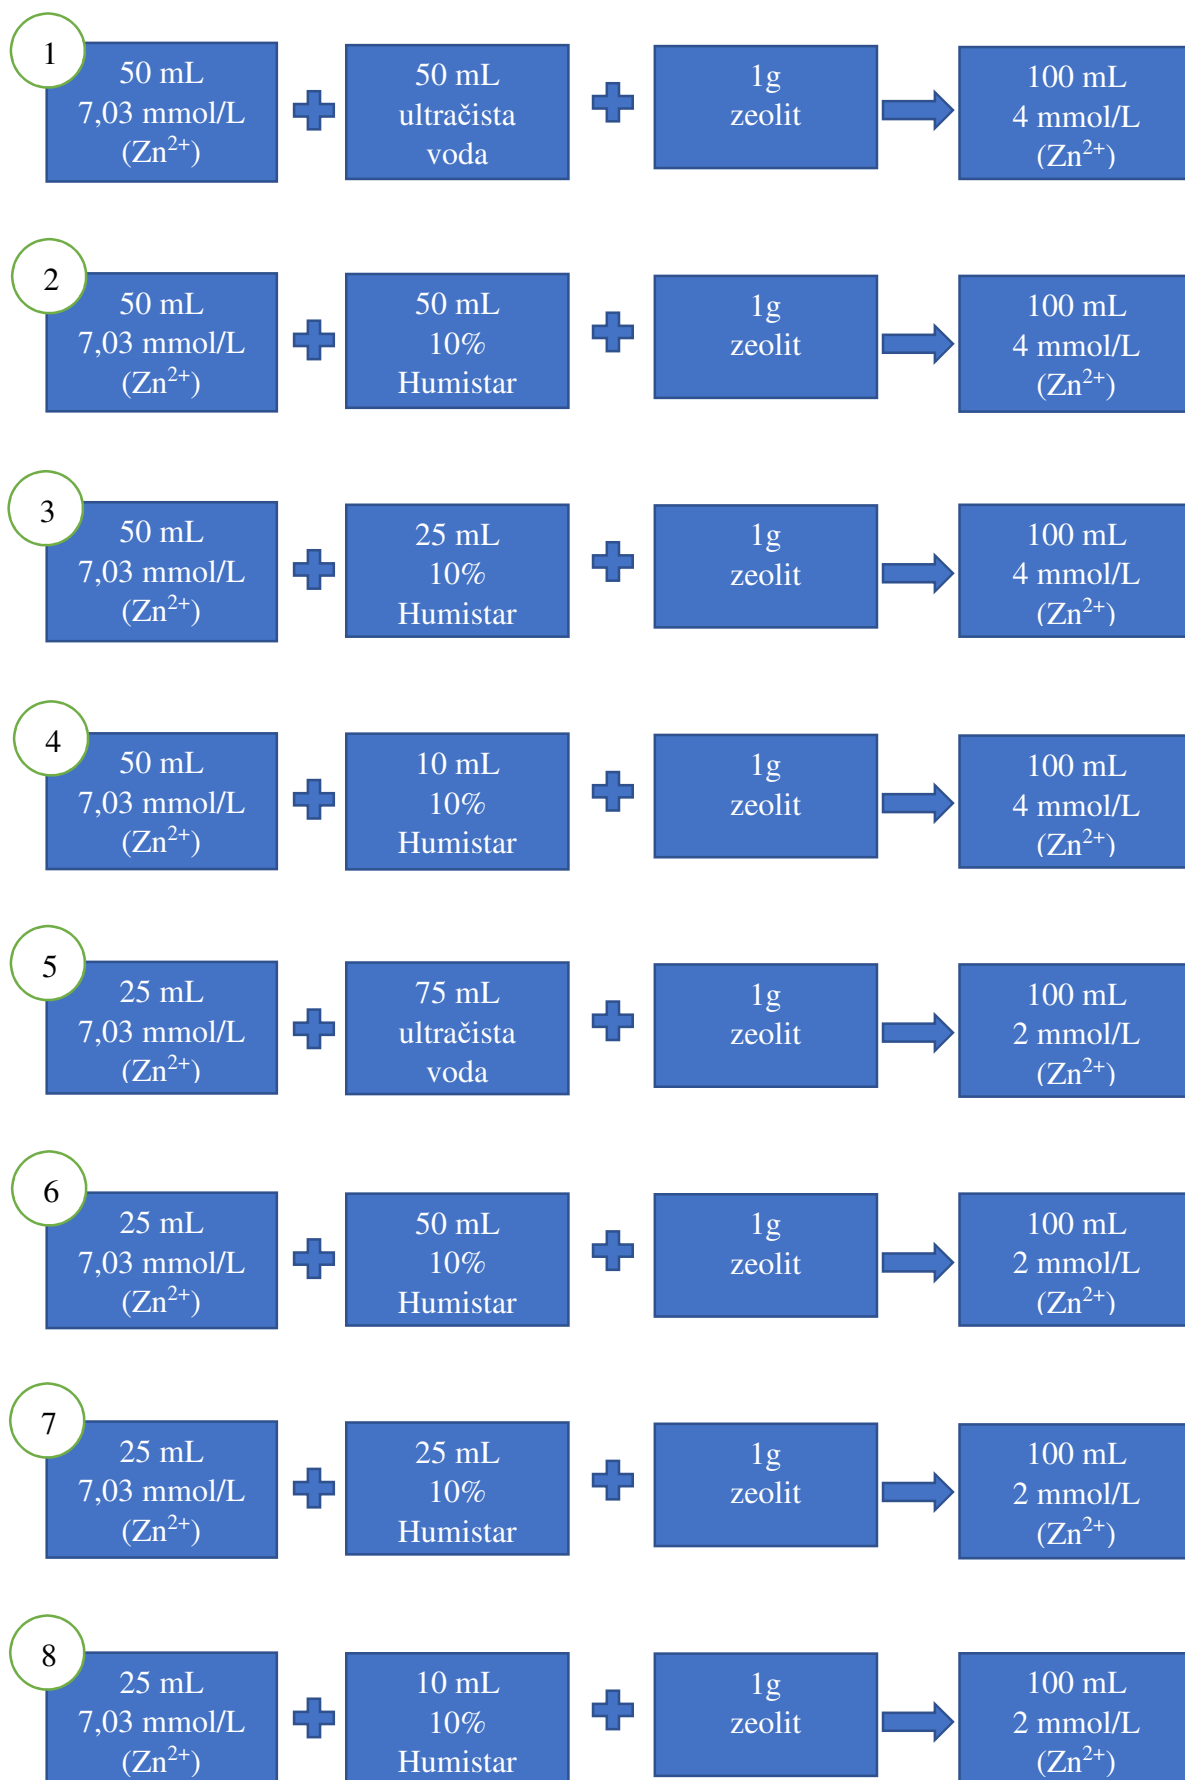 1
50 mL
7,03 mmol/L
(Zn²⁺)
50 mL
ultračista
voda
1g
zeolit
100 mL
4 mmol/L
(Zn²⁺)
2
50 mL
7,03 mmol/L
(Zn²⁺)
50 mL
10%
Humistar
1g
zeolit
100 mL
4 mmol/L
(Zn²⁺)
3
50 mL
7,03 mmol/L
(Zn²⁺)
25 mL
10%
Humistar
1g
zeolit
100 mL
4 mmol/L
(Zn²⁺)
4
50 mL
7,03 mmol/L
(Zn²⁺)
10 mL
10%
Humistar
1g
zeolit
100 mL
4 mmol/L
(Zn²⁺)
5
25 mL
7,03 mmol/L
(Zn²⁺)
75 mL
ultračista
voda
1g
zeolit
100 mL
2 mmol/L
(Zn²⁺)
6
25 mL
7,03 mmol/L
(Zn²⁺)
50 mL
10%
Humistar
1g
zeolit
100 mL
2 mmol/L
(Zn²⁺)
7
25 mL
7,03 mmol/L
(Zn²⁺)
25 mL
10%
Humistar
1g
zeolit
100 mL
2 mmol/L
(Zn²⁺)
8
25 mL
7,03 mmol/L
(Zn²⁺)
10 mL
10%
Humistar
1g
zeolit
100 mL
2 mmol/L
(Zn²⁺)